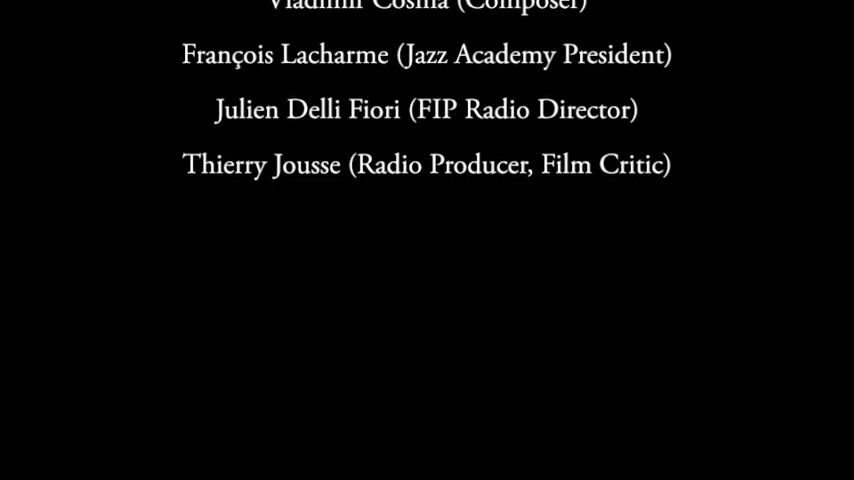 Vladimir Cosma (Composer)
François Lacharme (Jazz Academy President)
Julien Delli Fiori (FIP Radio Director)
Thierry Jousse (Radio Producer, Film Critic)